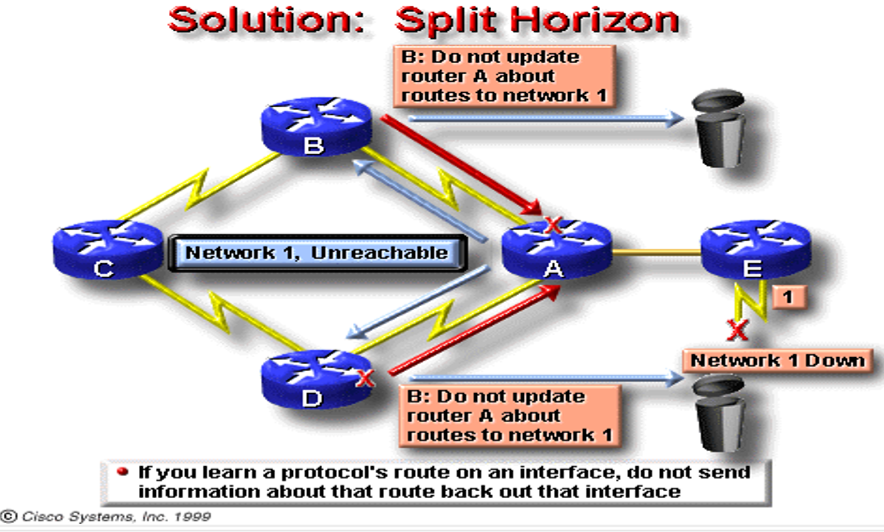 Solution: Split Horizon
B: Do not update
router A about
routes to network 1
B
C
Network 1, Unreachable
A
E
1
X
X
Network 1 Down
D
X
B: Do not update
router A about
routes to network 1
If you learn a protocol's route on an interface, do not send
information about that route back out that interface
© Cisco Systems, Inc. 1999